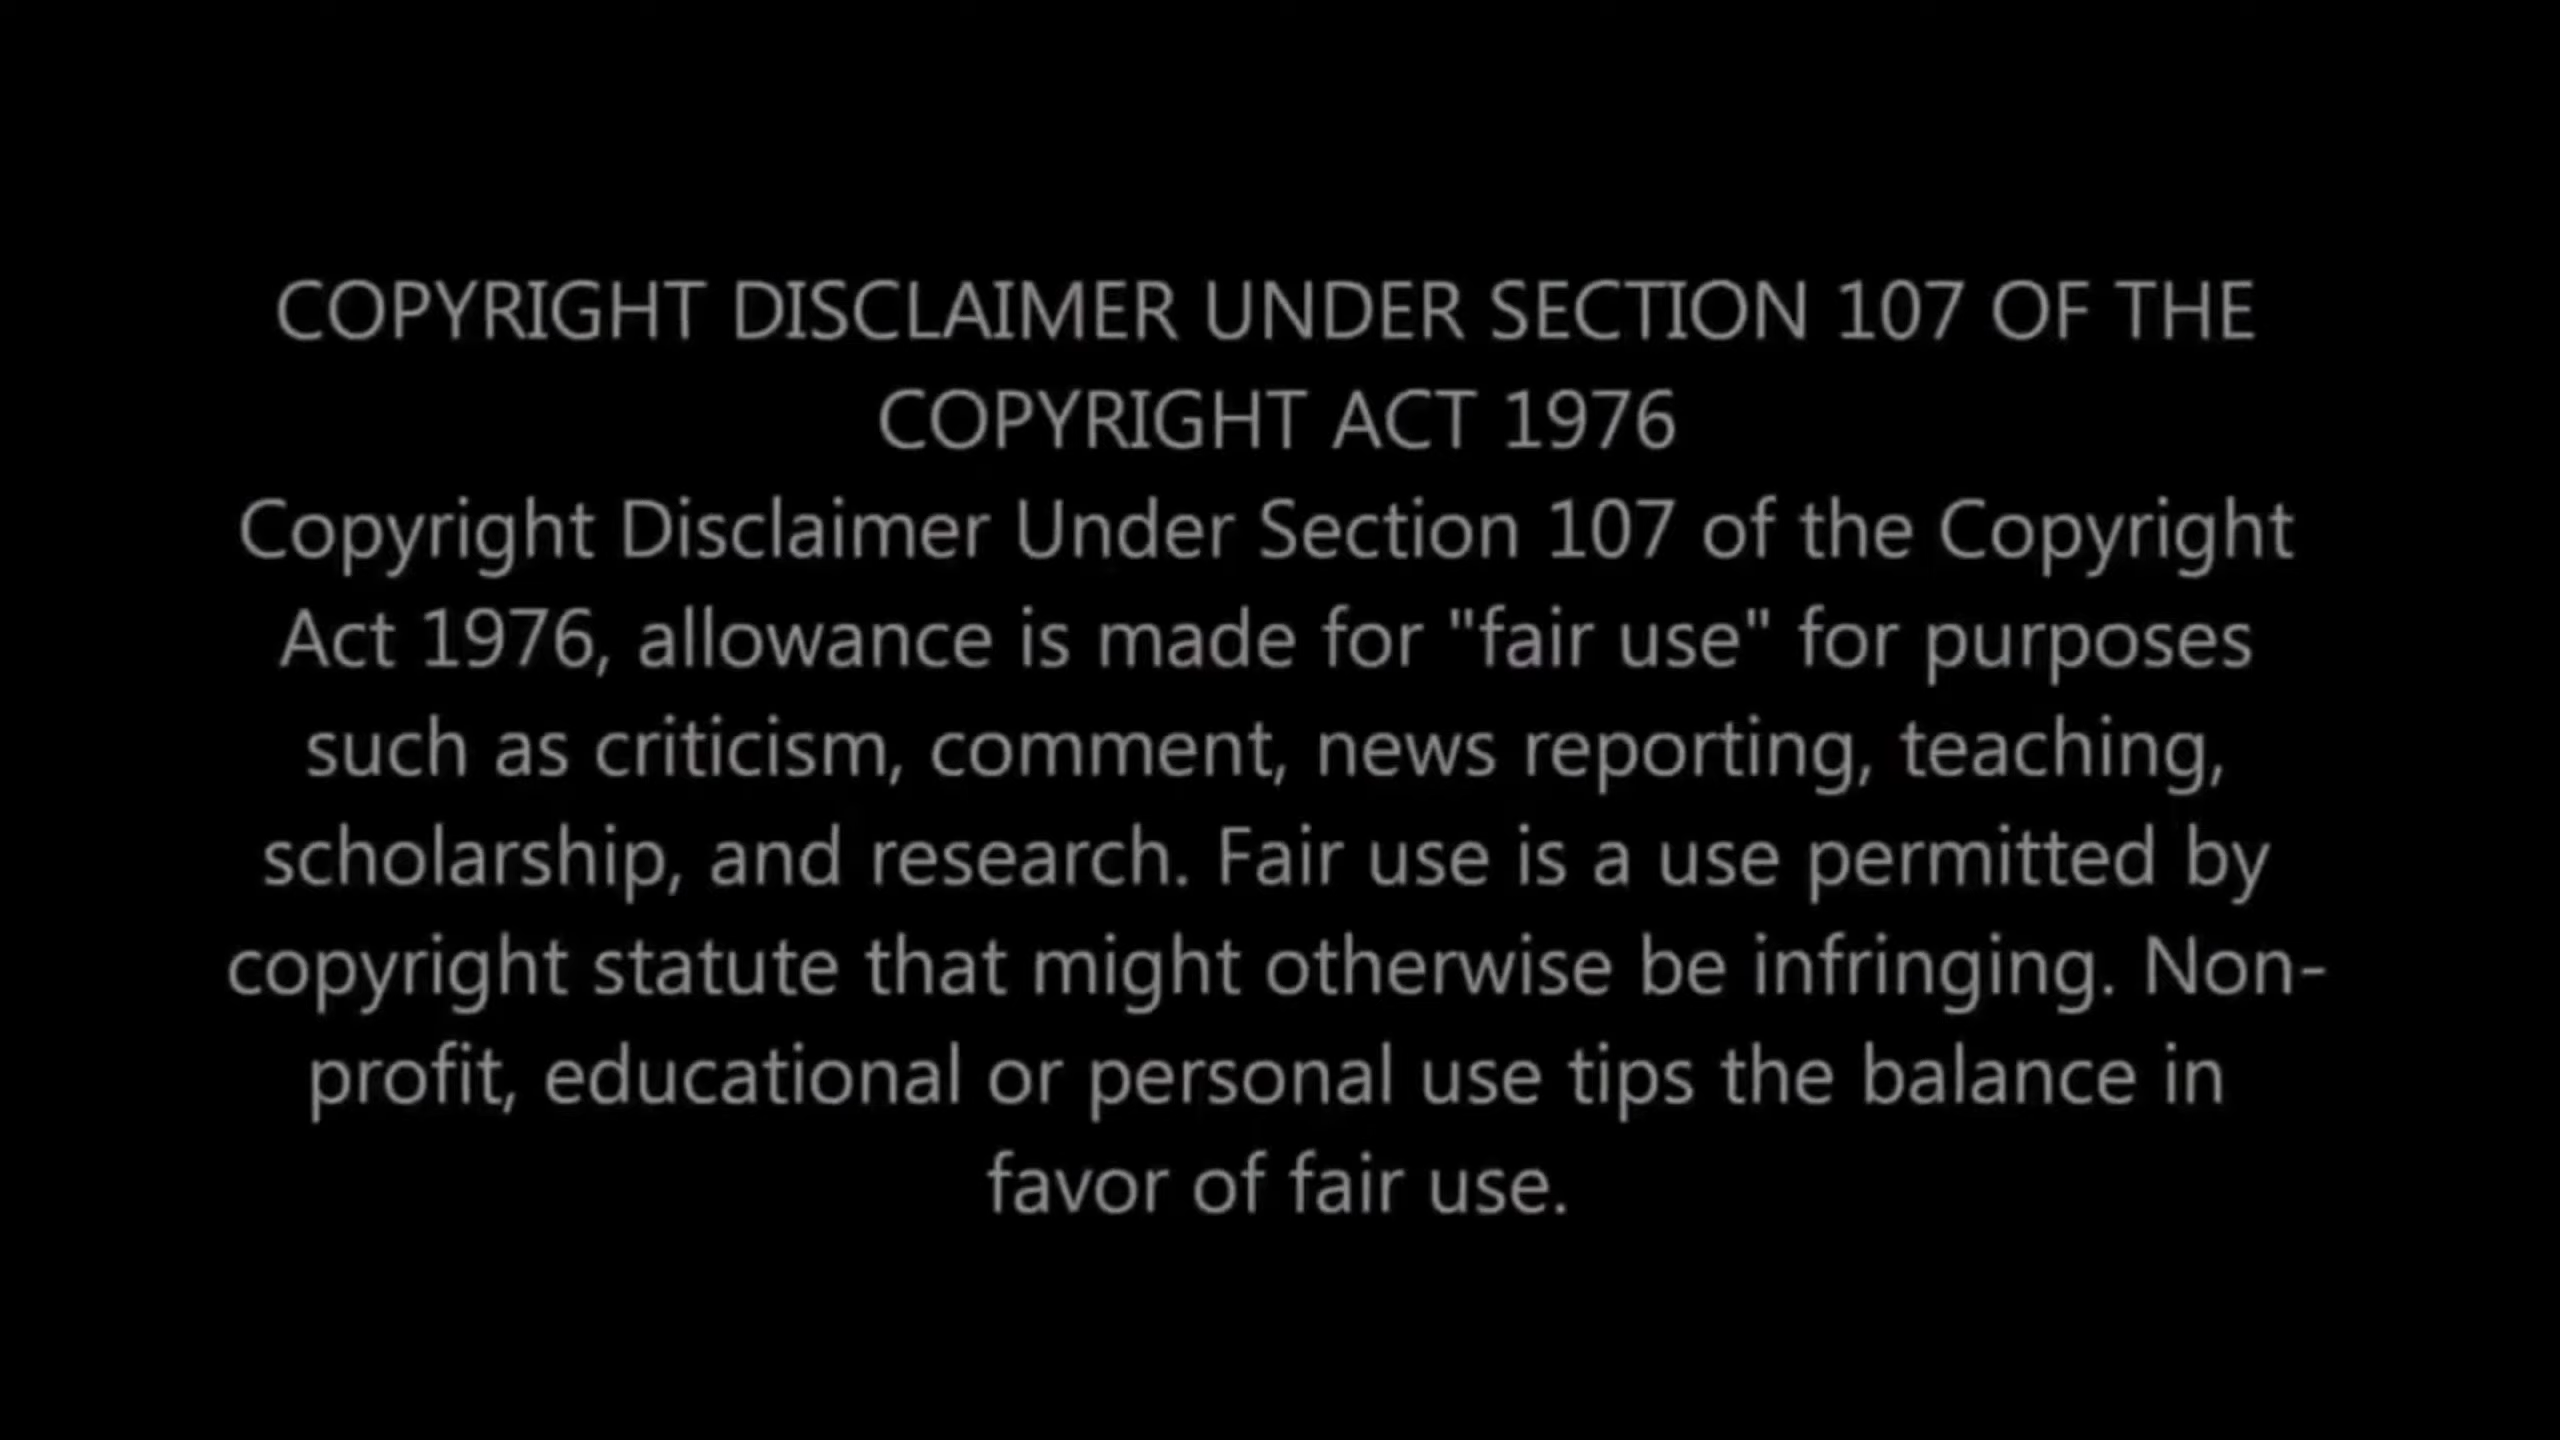 COPYRIGHT DISCLAIMER UNDER SECTION 107 OF THE
COPYRIGHT ACT 1976
Copyright Disclaimer Under Section 107 of the Copyright
Act 1976, allowance is made for "fair use" for purposes
such as criticism, comment, news reporting, teaching,
scholarship, and research. Fair use is a use permitted by
copyright statute that might otherwise be infringing. Non-
profit, educational or personal use tips the balance in
favor of fair use.